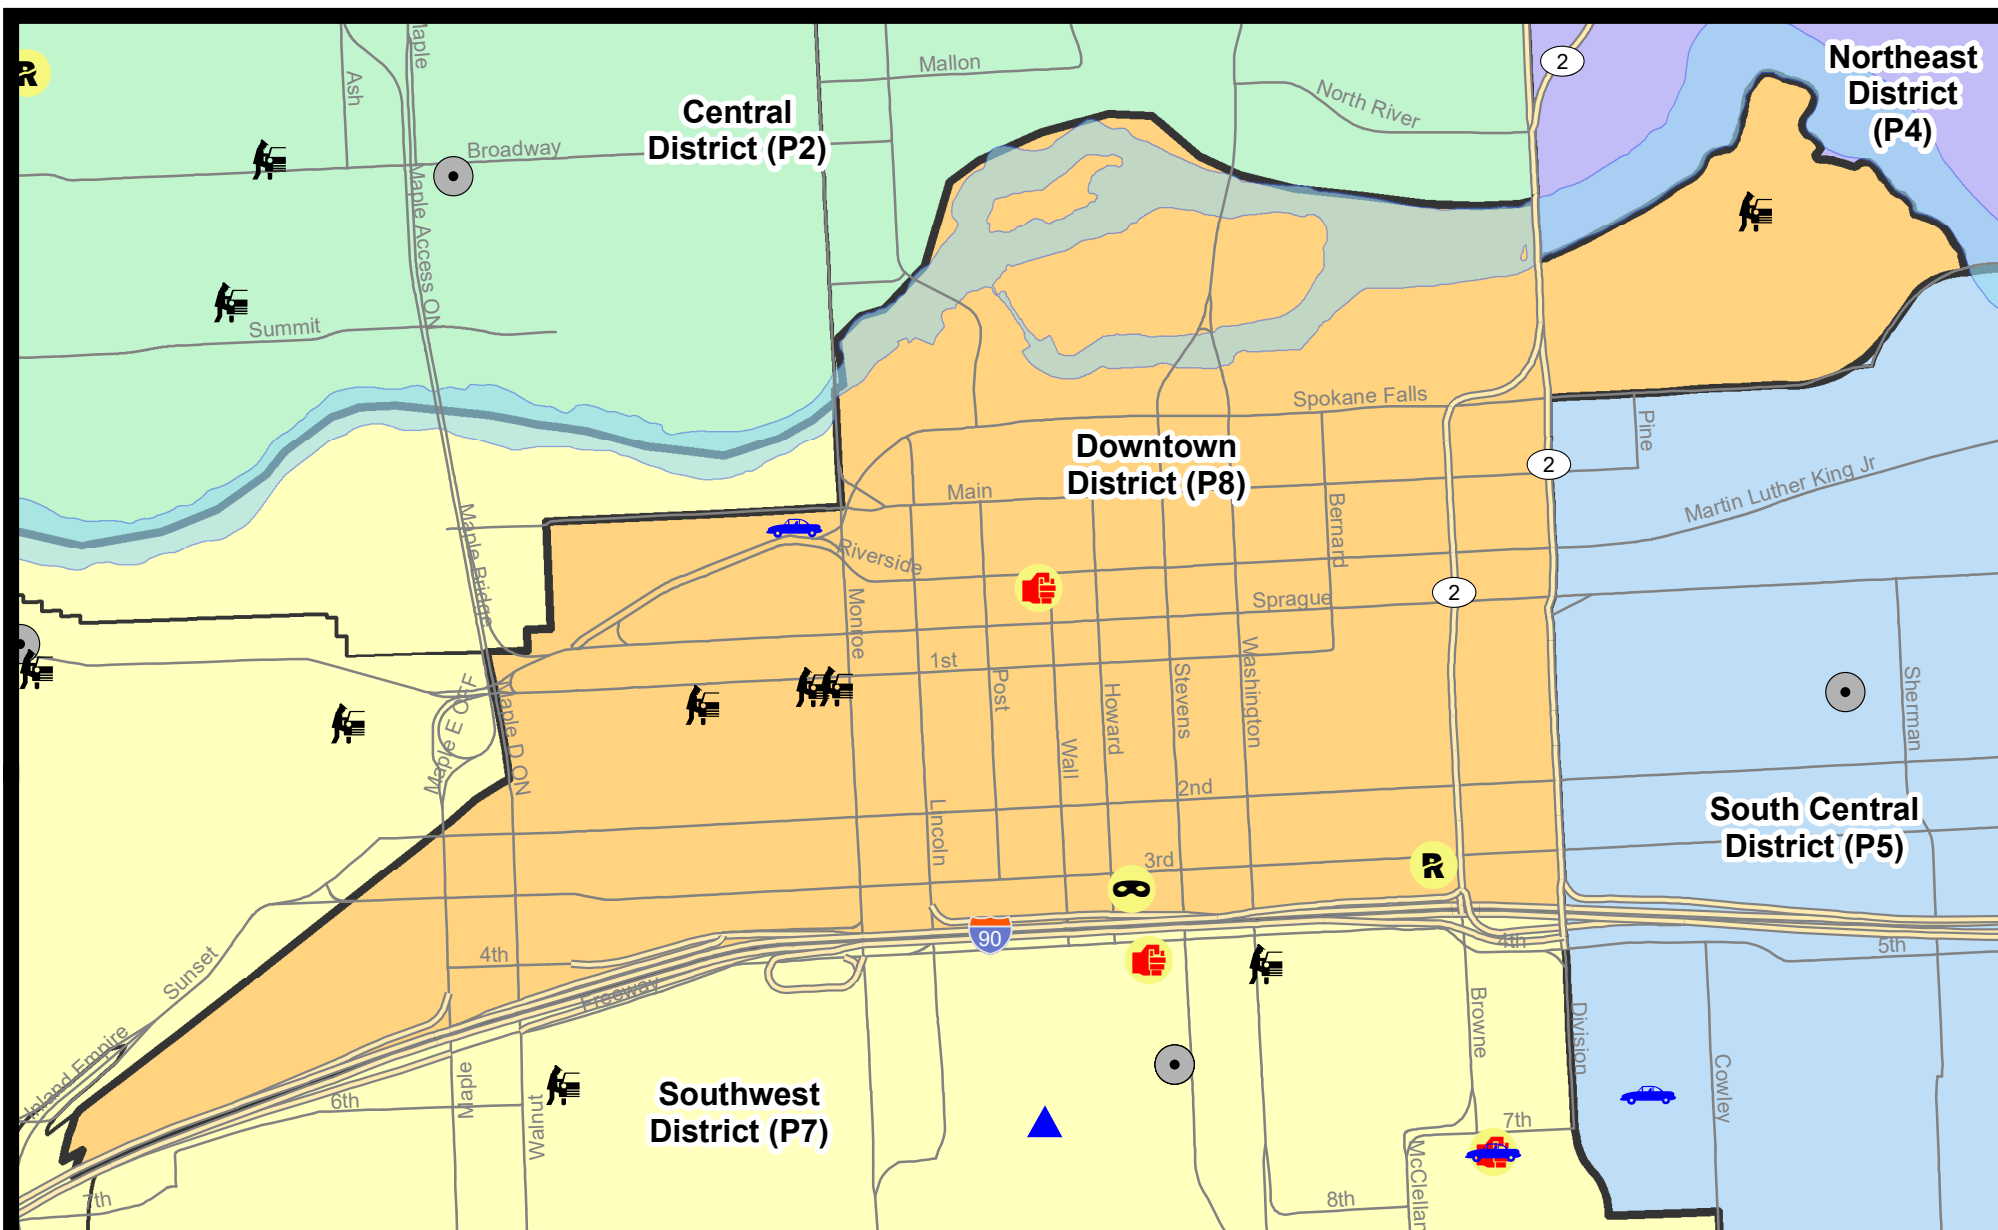 Maple
Ash
Mallon
North River
2
Northeast
District
(P4)
Central
District (P2)
Broadway
Maple Access ON
Summit
Spokane Falls
Pine
Downtown
District (P8)
2
Main
Bernard
Martin Luther King Jr
Maple Bridge
Riverside
2
Sprague
Monroe
1st
Post
Howard
Stevens
Washington
Sherman
Maple E OFF
Maple D ON
Wall
2nd
Lincoln
South Central
District (P5)
3rd
R
R
90
4th
4th
5th
Sunset
Freeway
Inland Empire
Browne
Division
Cowley
6th
Maple
Walnut
Southwest
District (P7)
7th
McClellan
7th
8th